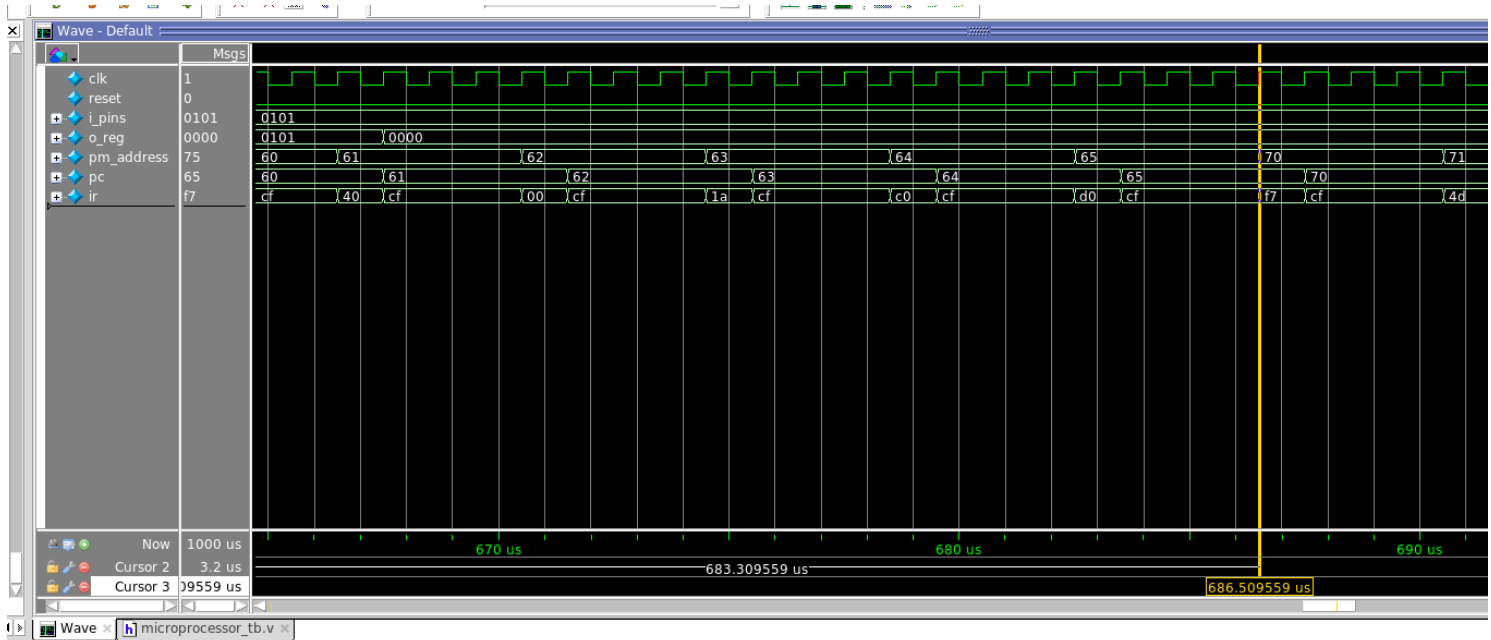 Wave - Default
Msgs
clk 1
reset 0
i_pins 0101 0101
o_reg 0000 0101 0000
pm_address 75 60 61 62 63 64 65 70 71
pc 65 60 61 62 63 64 65 70
ir f7 cf 40 cf 00 cf 1a cf c0 cf d0 cf f7 cf 4d
Now 1000 us 670 us 680 us 690 us
Cursor 2 3.2 us 683.309559 us
Cursor 3 09559 us 686.509559 us
Wave microprocessor_tb.v